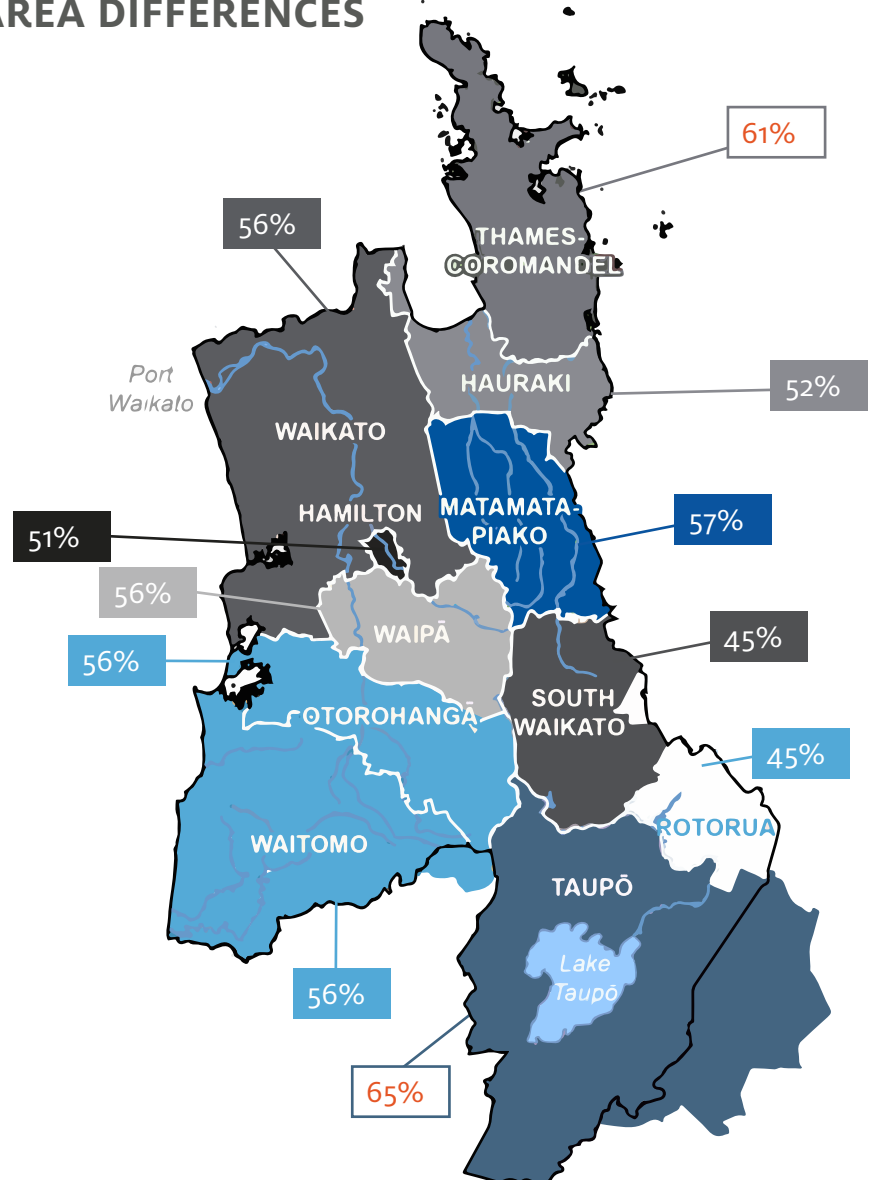 AREA DIFFERENCES
61%
56%
THAMES-
COROMANDEL
Port
Waikato
HAURAKI
52%
WAIKATO
HAMILTON
MATAMATA-
PIAKO
57%
51%
56%
WAIPĀ
45%
56%
SOUTH
WAIKATO
OTOROHANGĀ
45%
ROTORUA
WAITOMO
TAUPŌ
Lake
Taupō
56%
65%